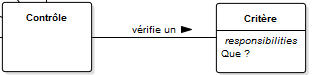 Contrôle
vérifie un
Critère
responsibilities
Que ?